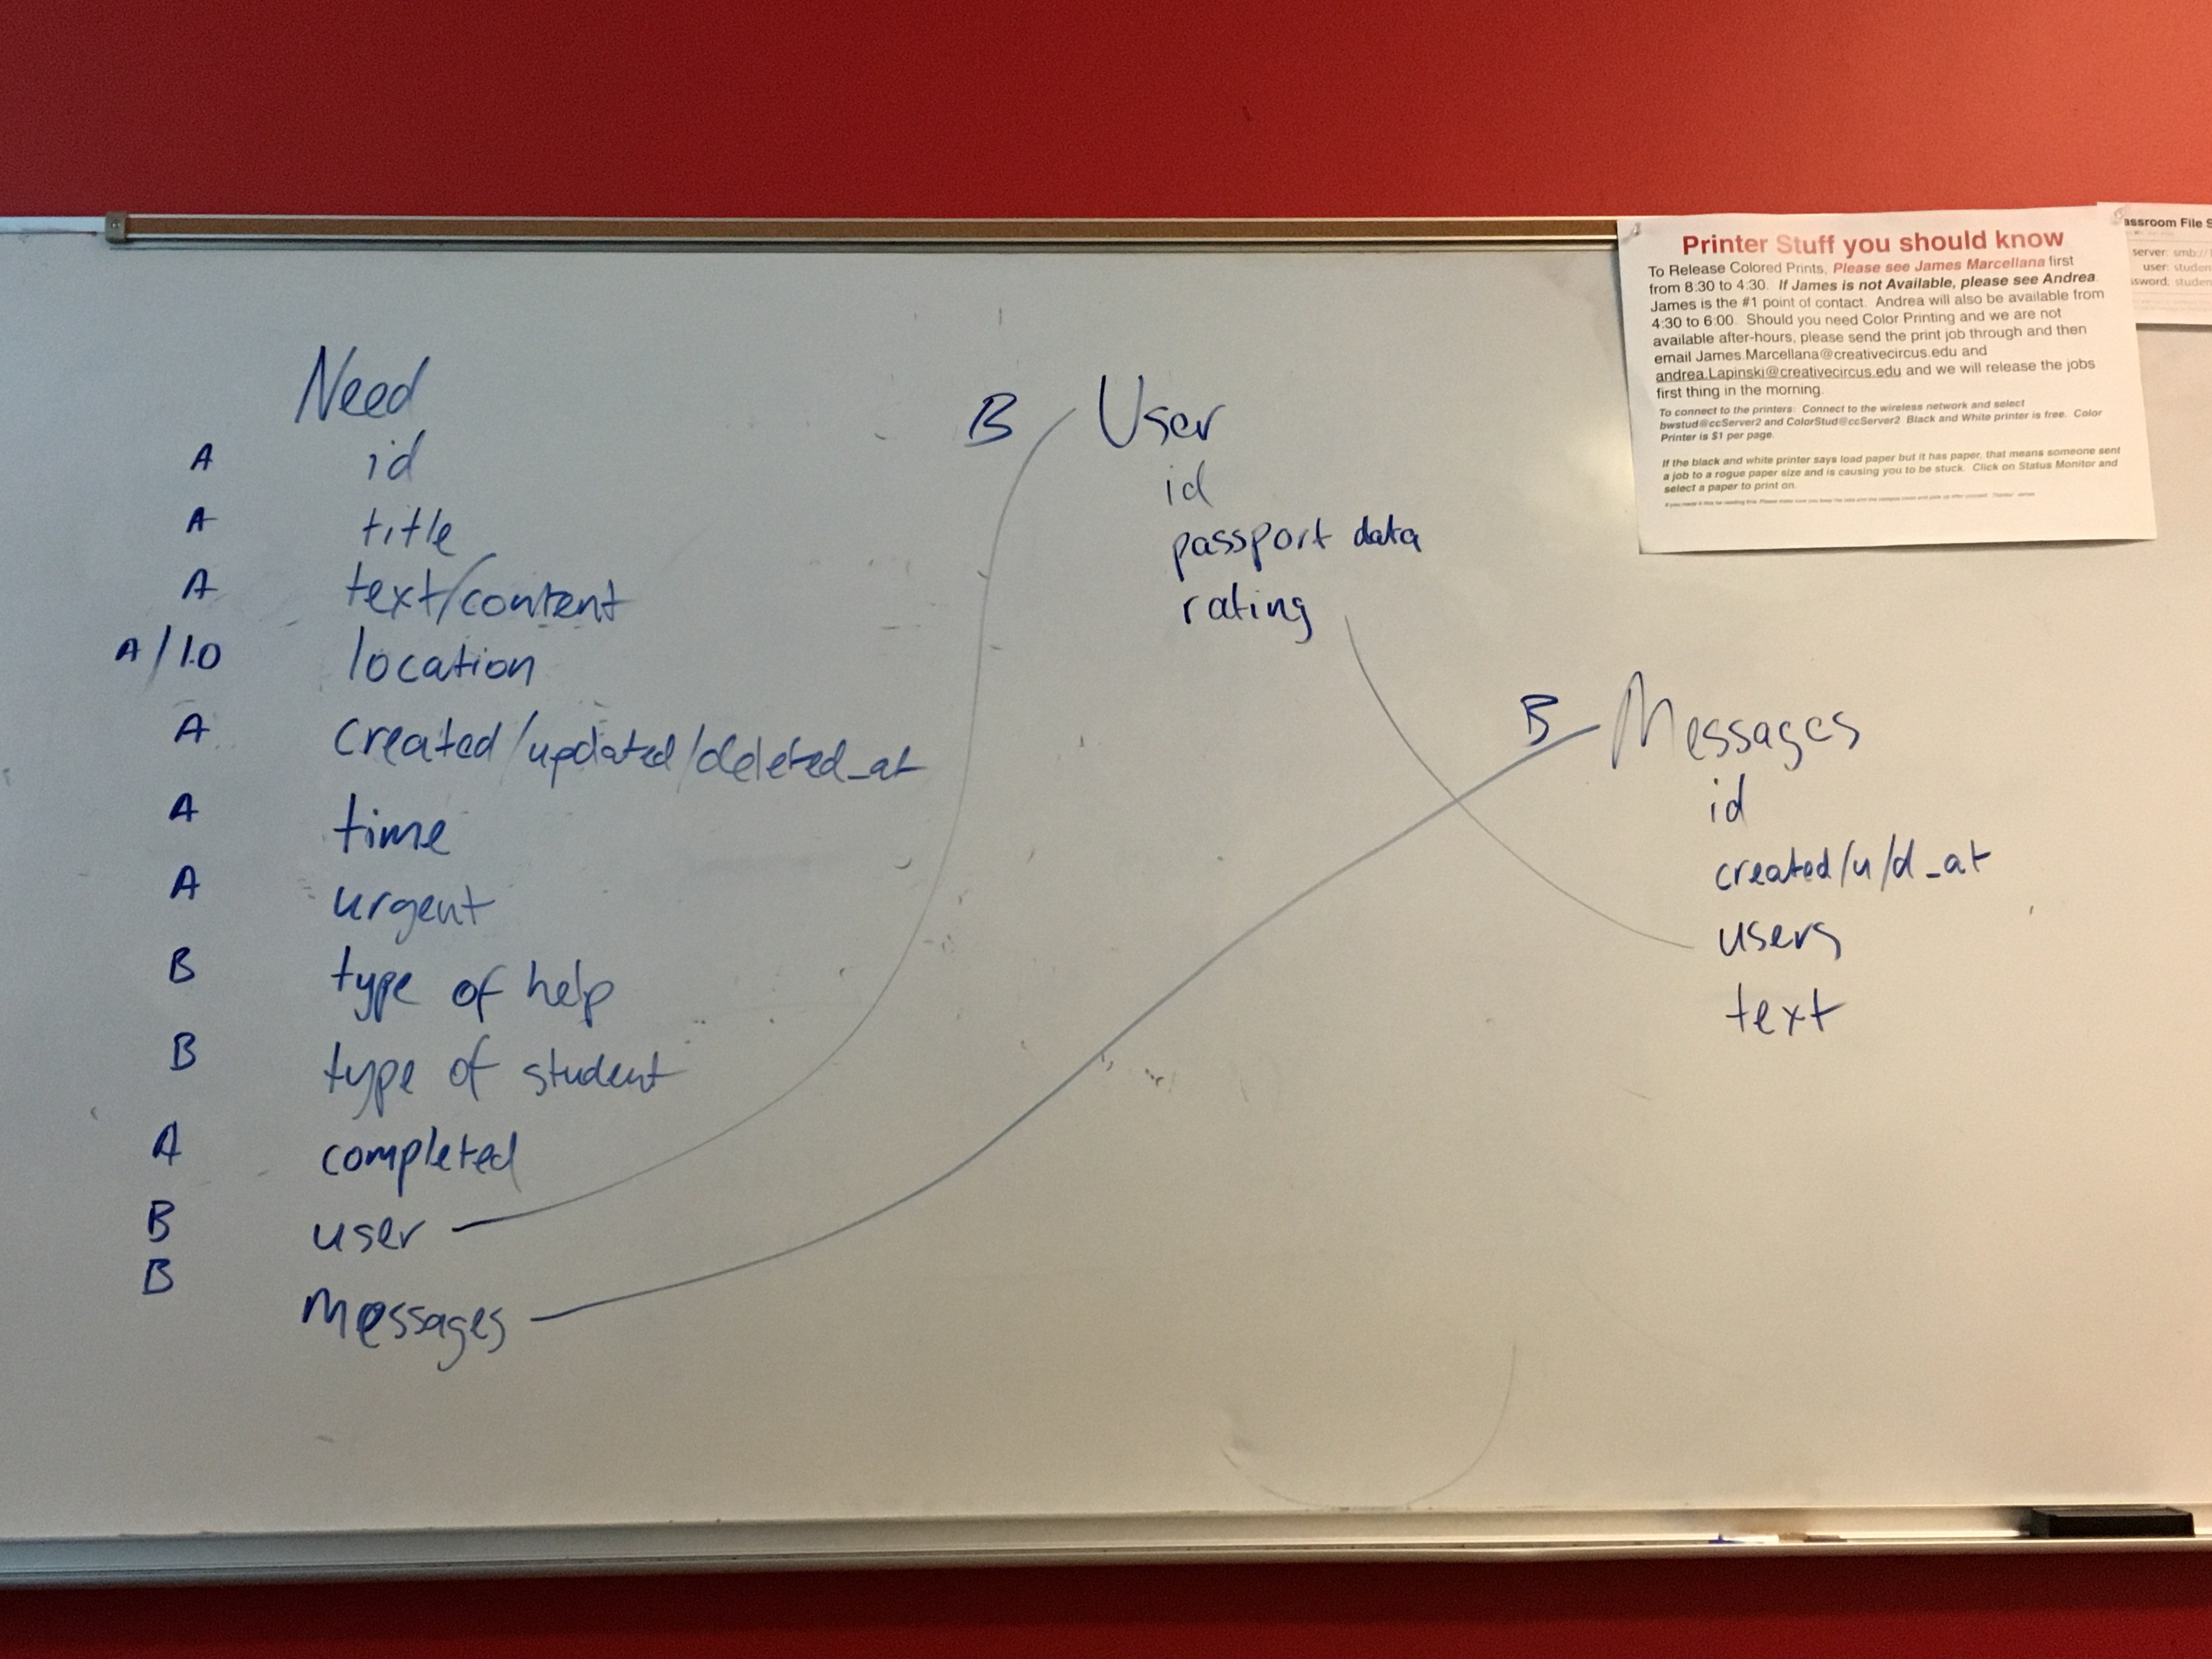 Need
A id
A title
A text/content
A/1.0 location
A created/updated/deleted_at
A time
A urgent
B type of help
B type of student
A completed
B user
B Messages
B User
id
passport data
rating
B Messages
id
created/u/d_at
users
text
Printer Stuff you should know
To Release Colored Prints, Please see James Marcellana first
from 8:30 to 4:30. If James is not Available, please see Andrea.
James is the #1 point of contact. Andrea will also be available from
4:30 to 6:00. Should you need Color Printing and we are not
available after-hours, please send the print job through and then
email James.Marcellana@creativecircus.edu and
andrea.Lapinski@creativecircus.edu and we will release the jobs
first thing in the morning.
To connect to the printers: Connect to the wireless network and select
bwstud@ccServer2 and ColorStud@ccServer2 Black and White printer is free. Color
Printer is $1 per page.
If the black and white printer says load paper but it has paper, that means someone sent
a job to a rogue paper size and is causing you to be stuck. Click on Status Monitor and
select a paper to print on.
assroom File S
server: smb://
user: studen
ssword: studen